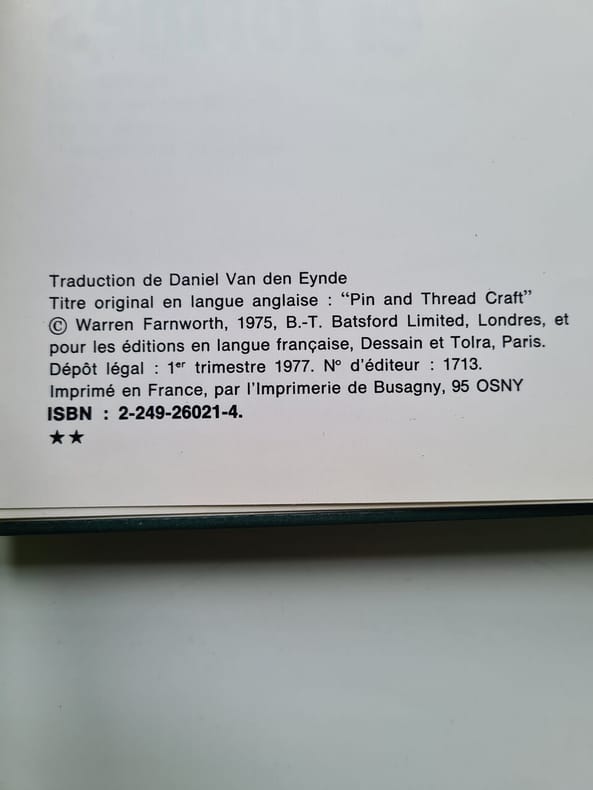 Traduction de Daniel Van den Eynde
Titre original en langue anglaise : “Pin and Thread Craft”
© Warren Farnworth, 1975, B.-T. Batsford Limited, Londres, et
pour les éditions en langue française, Dessain et Tolra, Paris.
Dépôt légal : 1er trimestre 1977. N° d’éditeur : 1713.
Imprimé en France, par l’Imprimerie de Busagny, 95 OSNY
ISBN : 2-249-26021-4.
★★